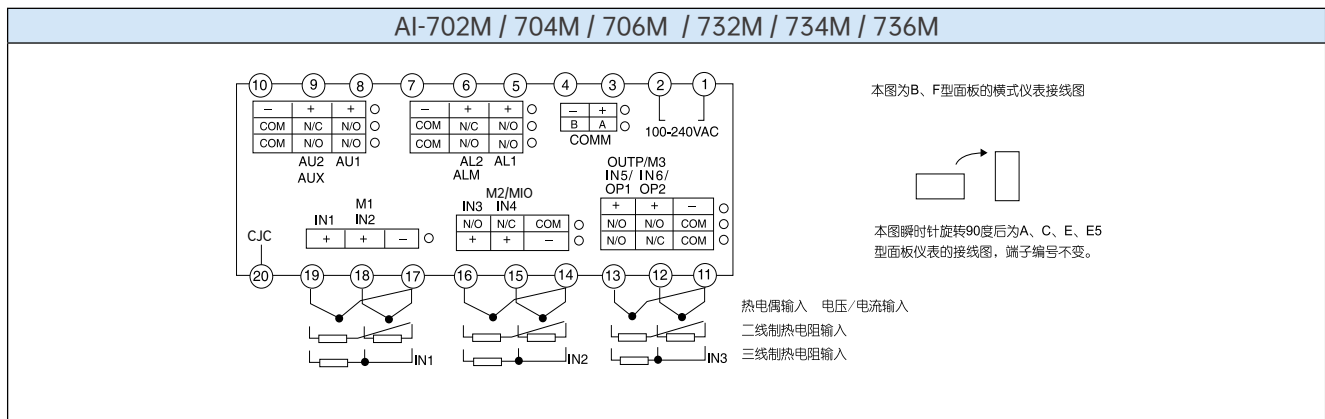 AI-702M / 704M / 706M / 732M / 734M / 736M
10 9 8 7 6 5 4 3 2 1
− + + − + + − +
COM N/C N/O COM N/C N/O B A
COM N/O N/O COM N/O N/O COMM 100-240VAC
AU2 AU1 AL2 AL1
AUX ALM
OUTP/M3
IN5/ IN6/
OP1 OP2
M1 M2/MIO
IN1 IN2 IN3 IN4
+ + −
N/O N/C COM N/O N/O COM
+ + − + + − N/O N/C COM
CJC
20 19 18 17 16 15 14 13 12 11
IN1 IN2 IN3
本图为B、F型面板的横式仪表接线图
本图瞬时针旋转90度后为A、C、E、E5
型面板仪表的接线图，端子编号不变。
热电偶输入 电压/电流输入
二线制热电阻输入
三线制热电阻输入